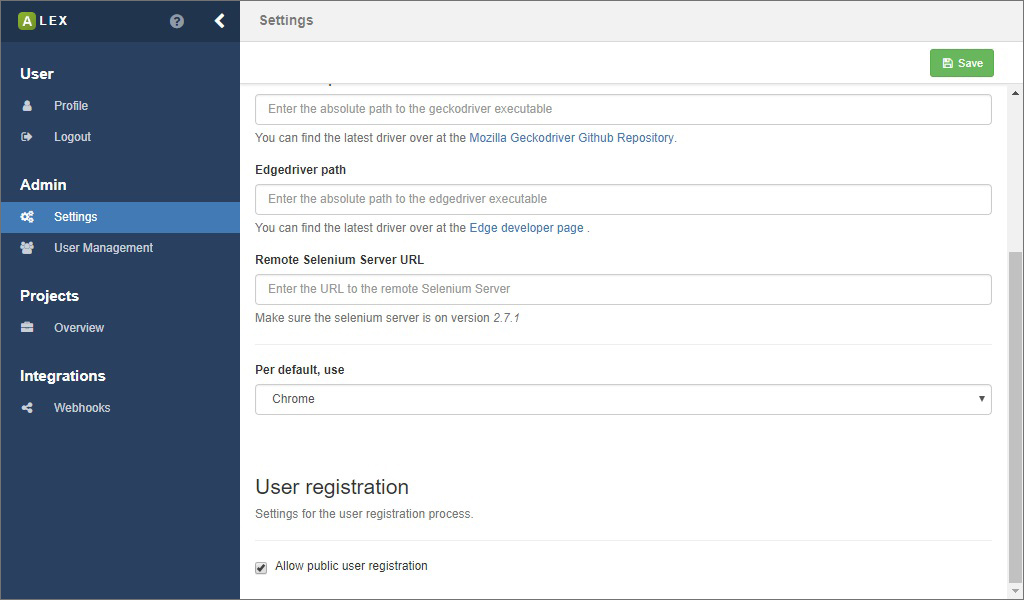 A LEX
Settings
Save
User
Profile
Logout
Admin
Settings
User Management
Projects
Overview
Integrations
Webhooks
Enter the absolute path to the geckodriver executable
You can find the latest driver over at the Mozilla Geckodriver Github Repository.
Edgedriver path
Enter the absolute path to the edgedriver executable
You can find the latest driver over at the Edge developer page .
Remote Selenium Server URL
Enter the URL to the remote Selenium Server
Make sure the selenium server is on version 2.7.1
Per default, use
Chrome
User registration
Settings for the user registration process.
Allow public user registration